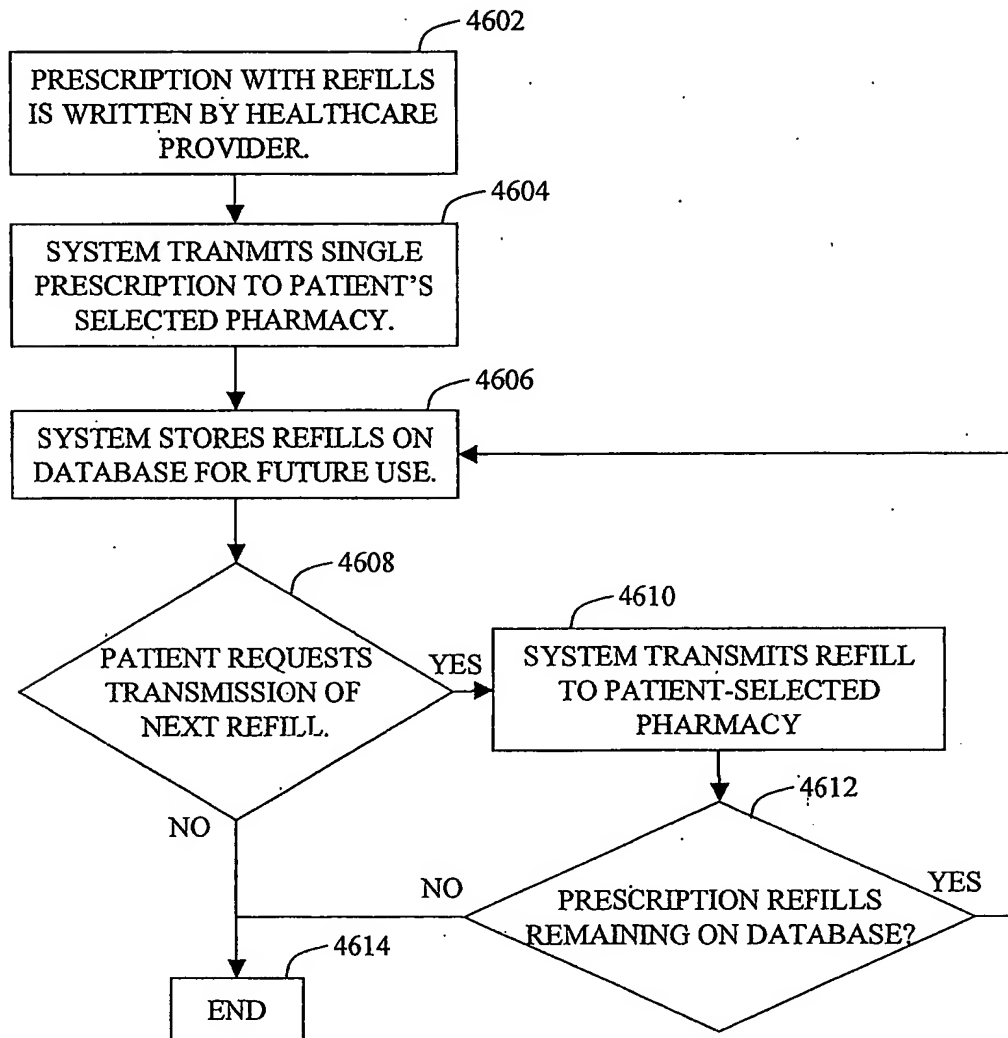 4602
PRESCRIPTION WITH REFILLS
IS WRITTEN BY HEALTHCARE
PROVIDER.
4604
SYSTEM TRANMITS SINGLE
PRESCRIPTION TO PATIENT'S
SELECTED PHARMACY.
4606
SYSTEM STORES REFILLS ON
DATABASE FOR FUTURE USE.
4608
PATIENT REQUESTS
TRANSMISSION OF
NEXT REFILL.
YES
4610
SYSTEM TRANSMITS REFILL
TO PATIENT-SELECTED
PHARMACY
4612
NO
NO
YES
PRESCRIPTION REFILLS
REMAINING ON DATABASE?
4614
END